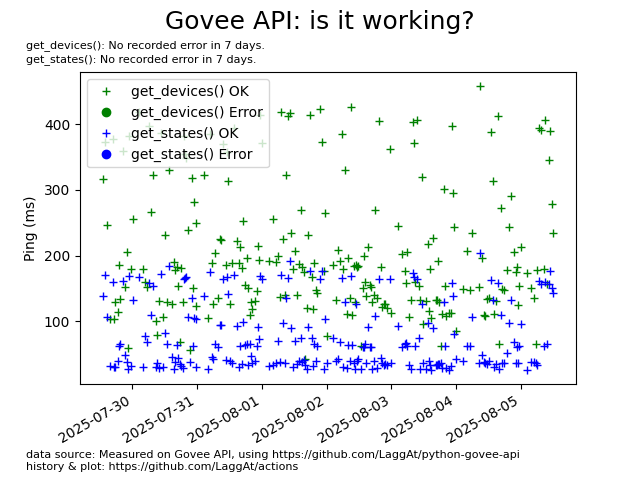 Govee API: is it working?
get_devices(): No recorded error in 7 days.
get_states(): No recorded error in 7 days.
get_devices() OK
get_devices() Error
get_states() OK
get_states() Error
400
300
200
100
Ping (ms)
2025-07-30
2025-07-31
2025-08-01
2025-08-02
2025-08-03
2025-08-04
2025-08-05
data source: Measured on Govee API, using https://github.com/LaggAt/python-govee-api
history & plot: https://github.com/LaggAt/actions